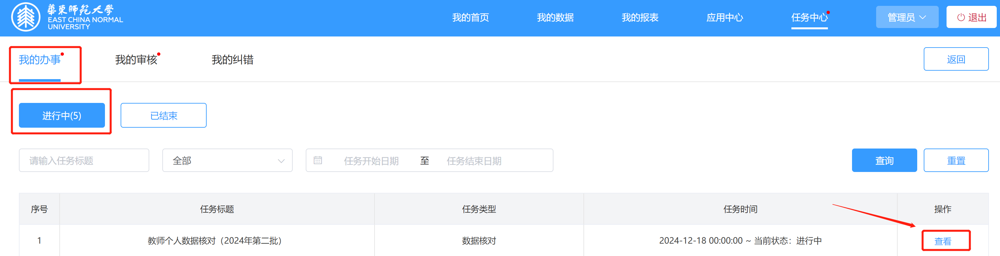 華東師範大學
EAST CHINA NORMAL
UNIVERSITY
我的首页 我的数据 我的报表 应用中心 任务中心 管理员 退出
我的办事 我的审核 我的纠错 返回
进行中(5) 已结束
请输入任务标题 全部 任务开始日期 至 任务结束日期 查询 重置
序号 任务标题 任务类型 任务时间 操作
1 教师个人数据核对（2024年第二批） 数据核对 2024-12-18 00:00:00 ~ 当前状态：进行中 查看